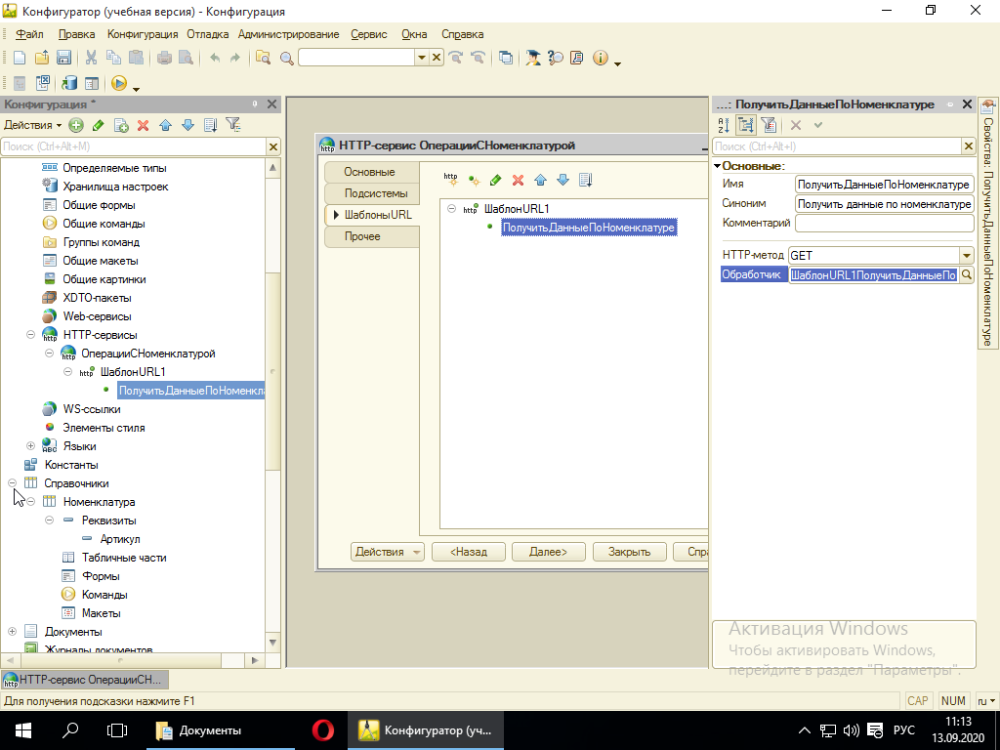 Конфигуратор (учебная версия) - Конфигурация
Файл Правка Конфигурация Отладка Администрирование Сервис Окна Справка
Конфигурация *
Действия
Поиск (Ctrl+Alt+M)
Определяемые типы
Хранилища настроек
Общие формы
Общие команды
Группы команд
Общие макеты
Общие картинки
XDTO-пакеты
Web-сервисы
HTTP-сервисы
http
ОперацииСНоменклатурой
http
ШаблонURL1
ПолучитьДанныеПоНоменкла
WS-ссылки
Элементы стиля
ABC
Языки
Константы
Справочники
Номенклатура
Реквизиты
Артикул
Табличные части
Формы
Команды
Макеты
Документы
Журналы документов
HTTP-сервис ОперацииСНоменклатурой
Основные
Подсистемы
ШаблоныURL
Прочее
http
http ШаблонURL1
ПолучитьДанныеПоНоменклатуре
Действия <Назад Далее> Закрыть Спра
...: ПолучитьДанныеПоНоменклатуре
Поиск (Ctrl+Alt+I)
Основные:
Имя ПолучитьДанныеПоНоменклатуре
Синоним Получить данные по номенклатуре
Комментарий
HTTP-метод GET
Обработчик ШаблонURL1ПолучитьДанныеПо
Свойства: ПолучитьДанныеПоНоменклатуре
Активация Windows
Чтобы активировать Windows,
перейдите в раздел "Параметры".
http HTTP-сервис ОперацииСН...
Для получения подсказки нажмите F1
CAP NUM ru
Документы
Конфигуратор (уч...
РУС
11:13
13.09.2020